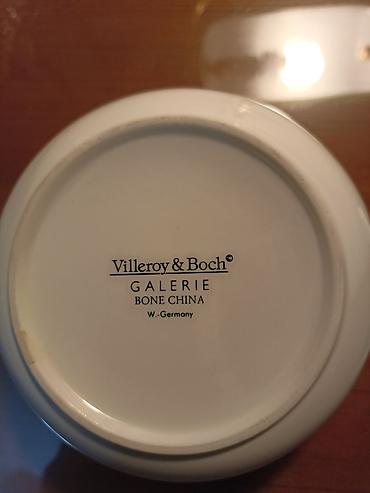 Villeroy & Boch
GALERIE
BONE CHINA
W.-Germany